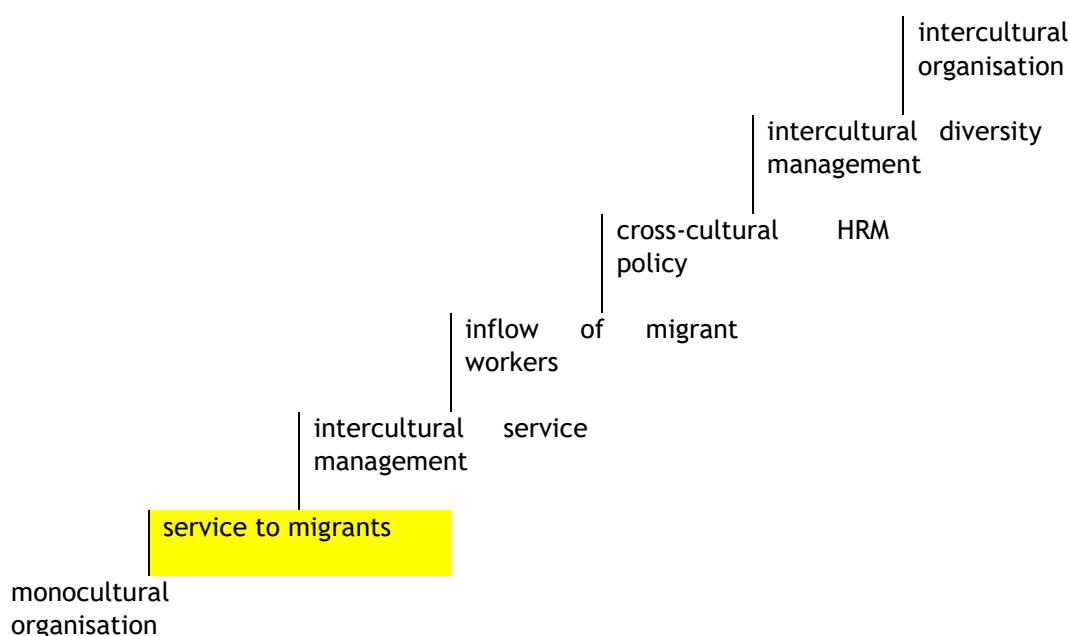 intercultural
organisation
intercultural diversity
management
cross-cultural HRM
policy
inflow of migrant
workers
intercultural service
management
service to migrants
monocultural
organisation